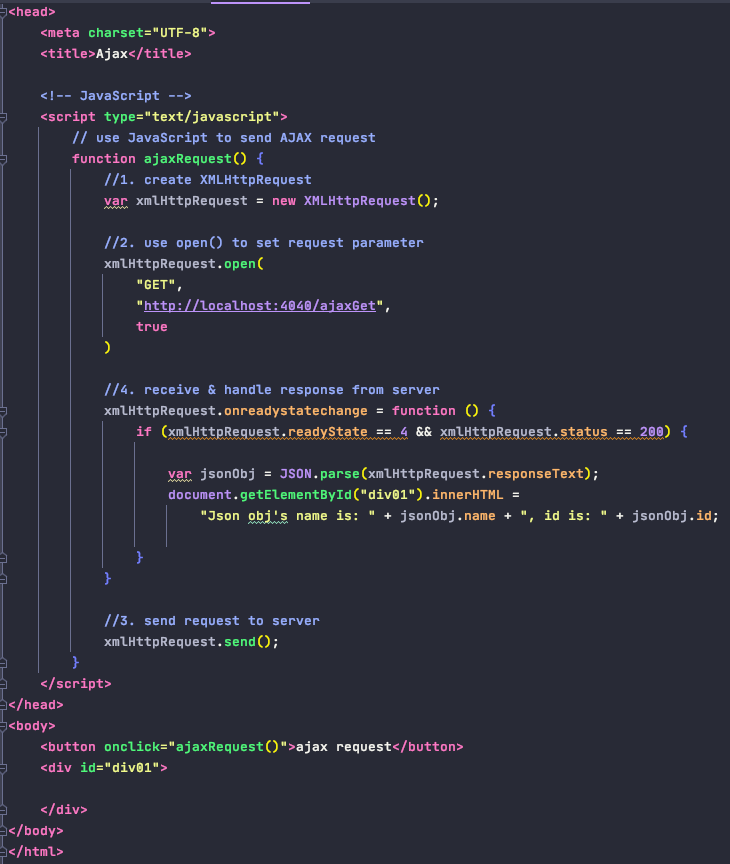 <head>
<meta charset="UTF-8">
<title>Ajax</title>
<!-- JavaScript -->
<script type="text/javascript">
// use JavaScript to send AJAX request
function ajaxRequest() {
//1. create XMLHttpRequest
var xmlHttpRequest = new XMLHttpRequest();
//2. use open() to set request parameter
xmlHttpRequest.open(
"GET",
"http://localhost:4040/ajaxGet",
true
)
//4. receive & handle response from server
xmlHttpRequest.onreadystatechange = function () {
if (xmlHttpRequest.readyState == 4 && xmlHttpRequest.status == 200) {
var jsonObj = JSON.parse(xmlHttpRequest.responseText);
document.getElementById("div01").innerHTML =
"Json obj's name is: " + jsonObj.name + ", id is: " + jsonObj.id;
}
}
//3. send request to server
xmlHttpRequest.send();
}
</script>
</head>
<body>
<button onclick="ajaxRequest()">ajax request</button>
<div id="div01">
</div>
</body>
</html>